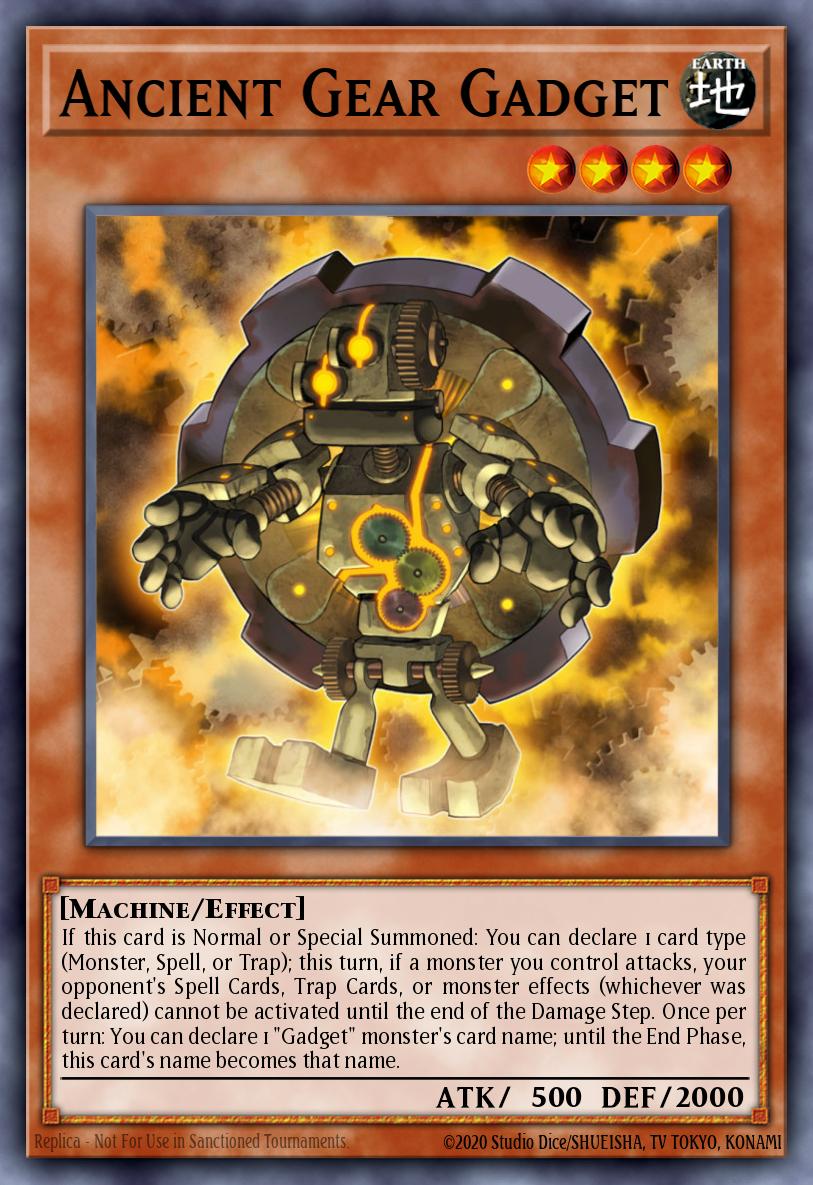 Ancient Gear Gadget
EARTH
地
[Machine/Effect]
If this card is Normal or Special Summoned: You can declare 1 card type
(Monster, Spell, or Trap); this turn, if a monster you control attacks, your
opponent's Spell Cards, Trap Cards, or monster effects (whichever was
declared) cannot be activated until the end of the Damage Step. Once per
turn: You can declare 1 "Gadget" monster's card name; until the End Phase,
this card's name becomes that name.
ATK/ 500 DEF/2000
Replica - Not For Use in Sanctioned Tournaments.
©2020 Studio Dice/SHUEISHA, TV TOKYO, KONAMI